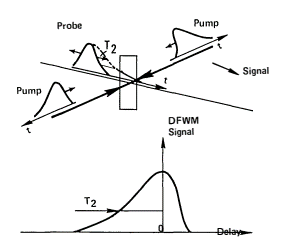 Probe
T2
Pump
t
t
Signal
Pump
t
DFWM
Signal
T2
0
Delay